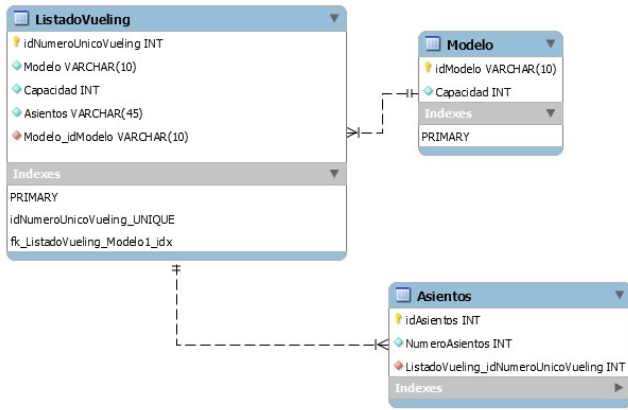 ListadoVueling
idNumeroUnicoVueling INT
Modelo VARCHAR(10)
Capacidad INT
Asientos VARCHAR(45)
Modelo_idModelo VARCHAR(10)
Indexes
PRIMARY
idNumeroUnicoVueling_UNIQUE
fk_ListadoVueling_Modelo1_idx
Modelo
idModelo VARCHAR(10)
Capacidad INT
Indexes
PRIMARY
Asientos
idAsientos INT
NumeroAsientos INT
ListadoVueling_idNumeroUnicoVueling INT
Indexes